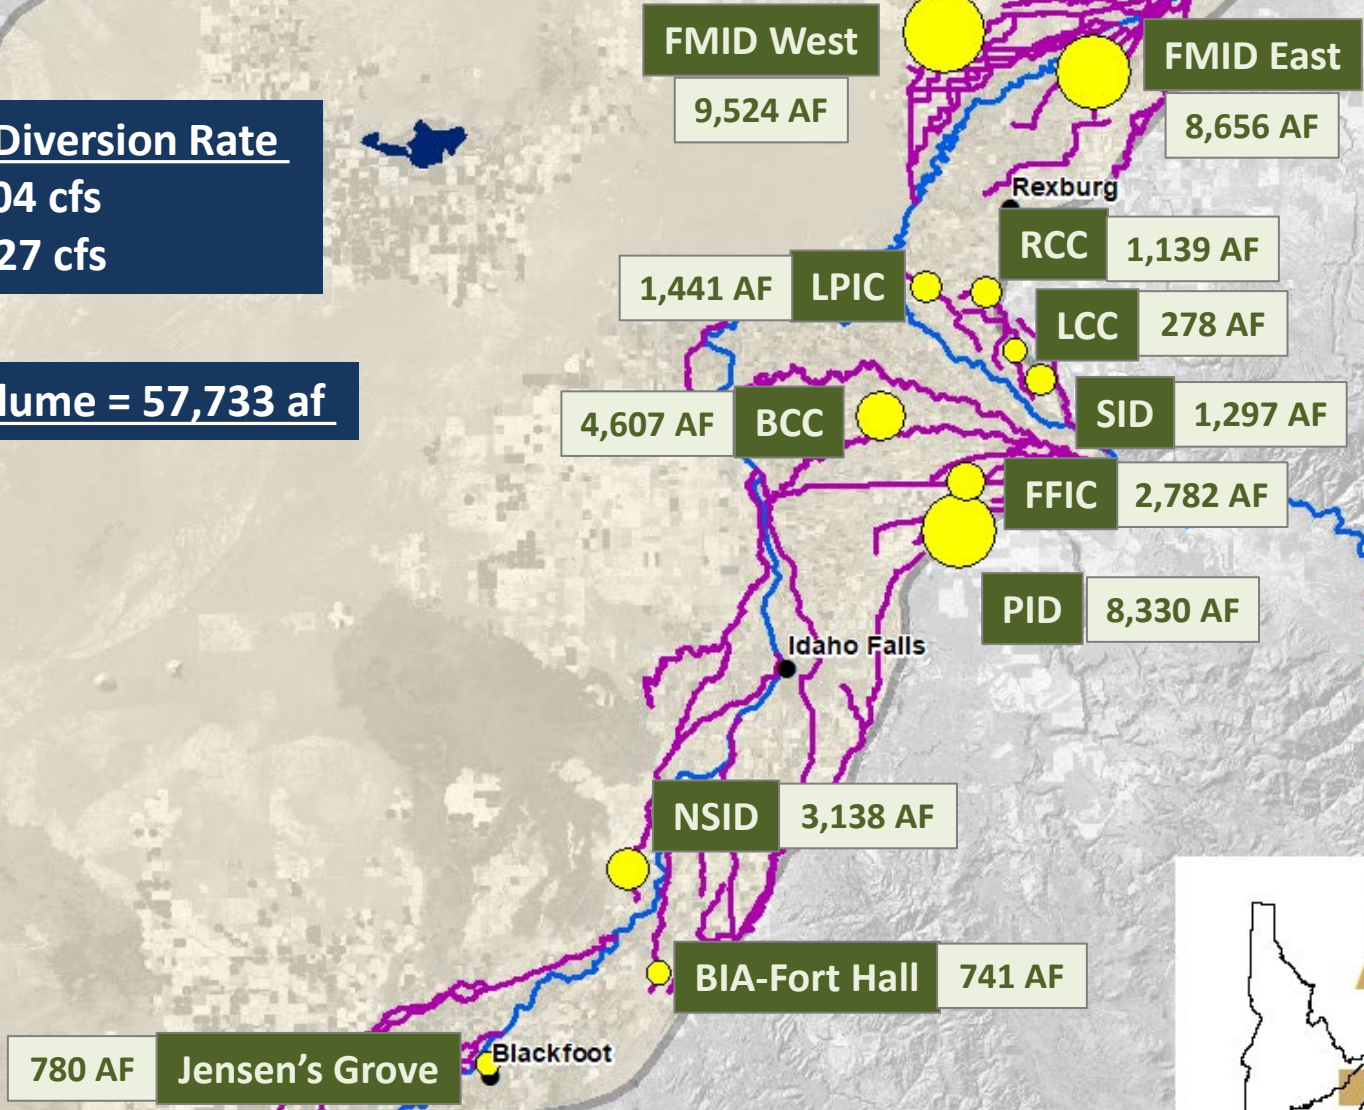 FMID West
9,524 AF
FMID East
8,656 AF
Diversion Rate
04 cfs
27 cfs
Rexburg
RCC 1,139 AF
1,441 AF LPIC
LCC 278 AF
lume = 57,733 af
4,607 AF BCC
SID 1,297 AF
FFIC 2,782 AF
PID 8,330 AF
Idaho Falls
NSID 3,138 AF
BIA-Fort Hall 741 AF
Blackfoot
780 AF Jensen's Grove